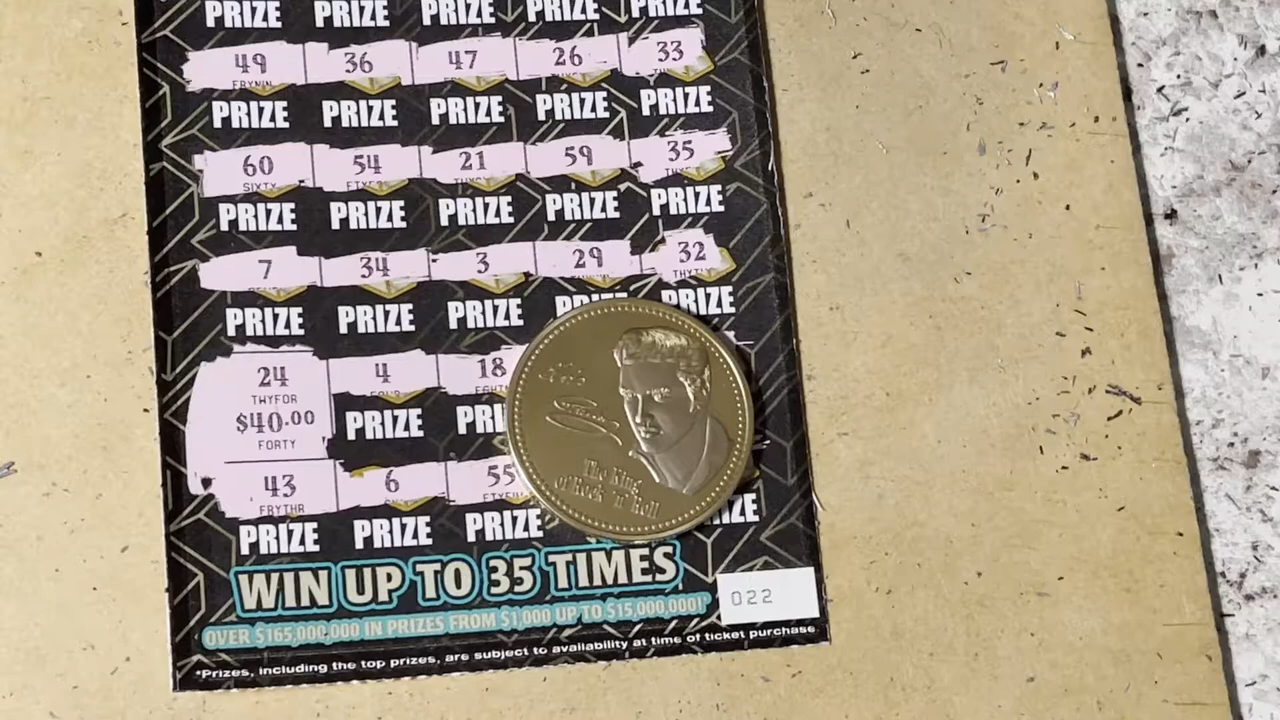 PRIZE PRIZE PRIZE PRIZE PRIZE
49 36 47 26 33
PRIZE PRIZE PRIZE PRIZE PRIZE
60 54 21 59 35
SIXTY
PRIZE PRIZE PRIZE PRIZE PRIZE
7 34 3 29 32
PRIZE PRIZE PRIZE PRIZE PRIZE
24 4 18
TWYFOR
$40.00 PRIZE
FORTY
43 6 55
FRYTHR
PRIZE PRIZE PRIZE
The King
of Rock 'n' Roll
WIN UP TO 35 TIMES
022
OVER $165,000,000 IN PRIZES FROM $1,000 UP TO $15,000,000!*
*Prizes, including the top prizes, are subject to availability at time of ticket purchase